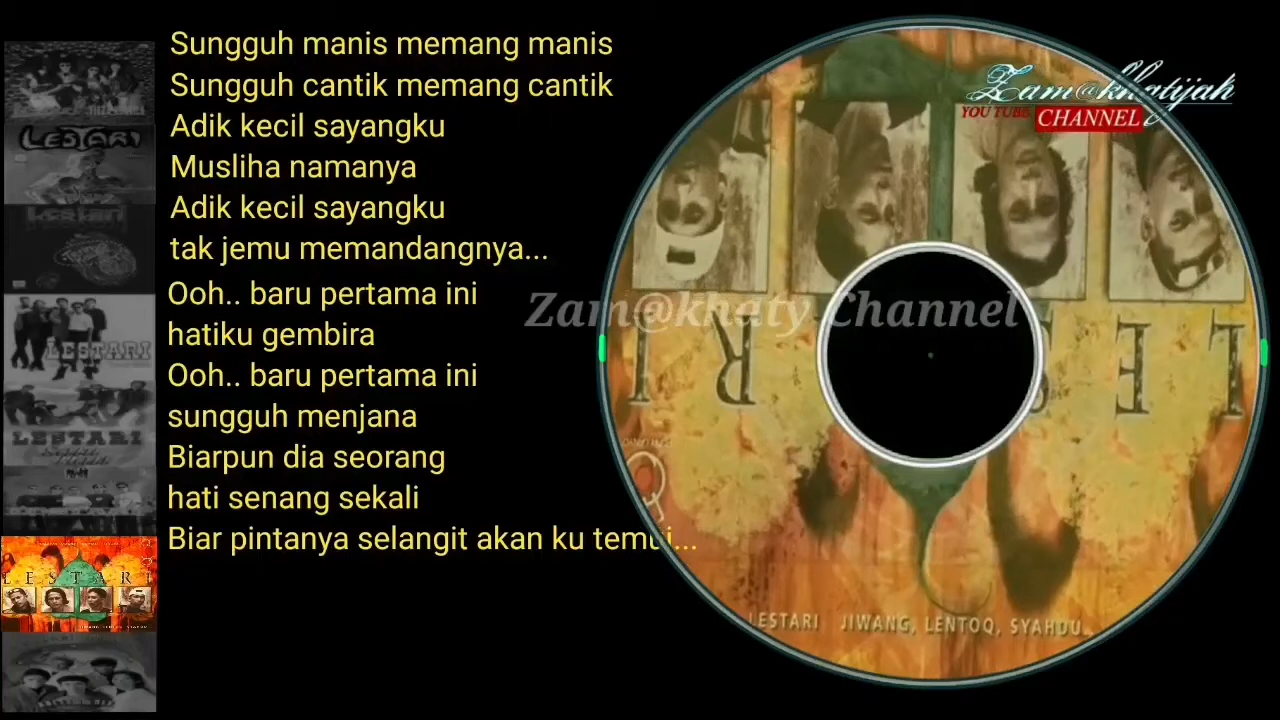 Sungguh manis memang manis
Sungguh cantik memang cantik
Adik kecil sayangku
Musliha namanya
Adik kecil sayangku
tak jemu memandangnya...
Ooh.. baru pertama ini
hatiku gembira
Ooh.. baru pertama ini
sungguh menjana
Biarpun dia seorang
hati senang sekali
Biar pintanya selangit akan ku temui...
Zam@khatijah
YOU TUBE CHANNEL
Zam@khaty Channel
LESTARI JIWANG, LENTOQ, SYAHDU..
LESTARI
LESTARI
LESTARI
LESTARI
LESTARI